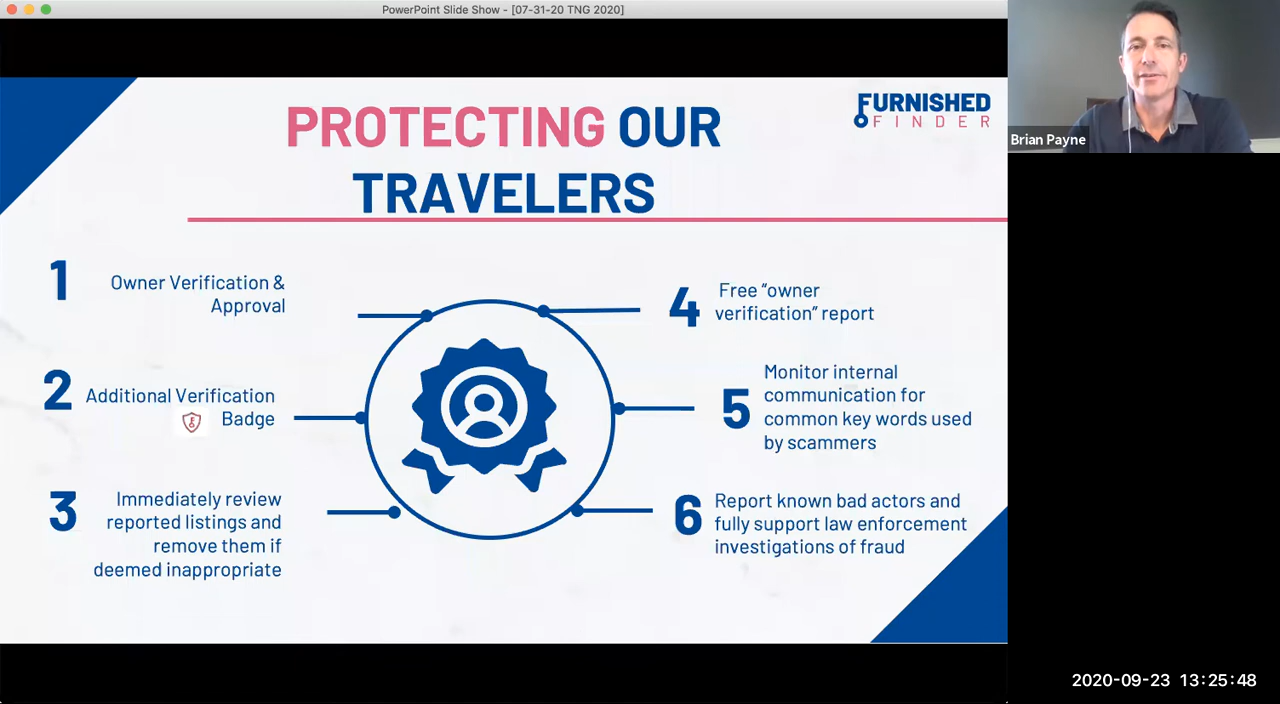 PowerPoint Slide Show - [07-31-20 TNG 2020]
PROTECTING OUR
TRAVELERS
FURNISHED
FINDER
Brian Payne
1
Owner Verification &
Approval
2
Additional Verification
Badge
3
Immediately review
reported listings and
remove them if
deemed inappropriate
4
Free “owner
verification” report
5
Monitor internal
communication for
common key words used
by scammers
6
Report known bad actors and
fully support law enforcement
investigations of fraud
2020-09-23 13:25:48